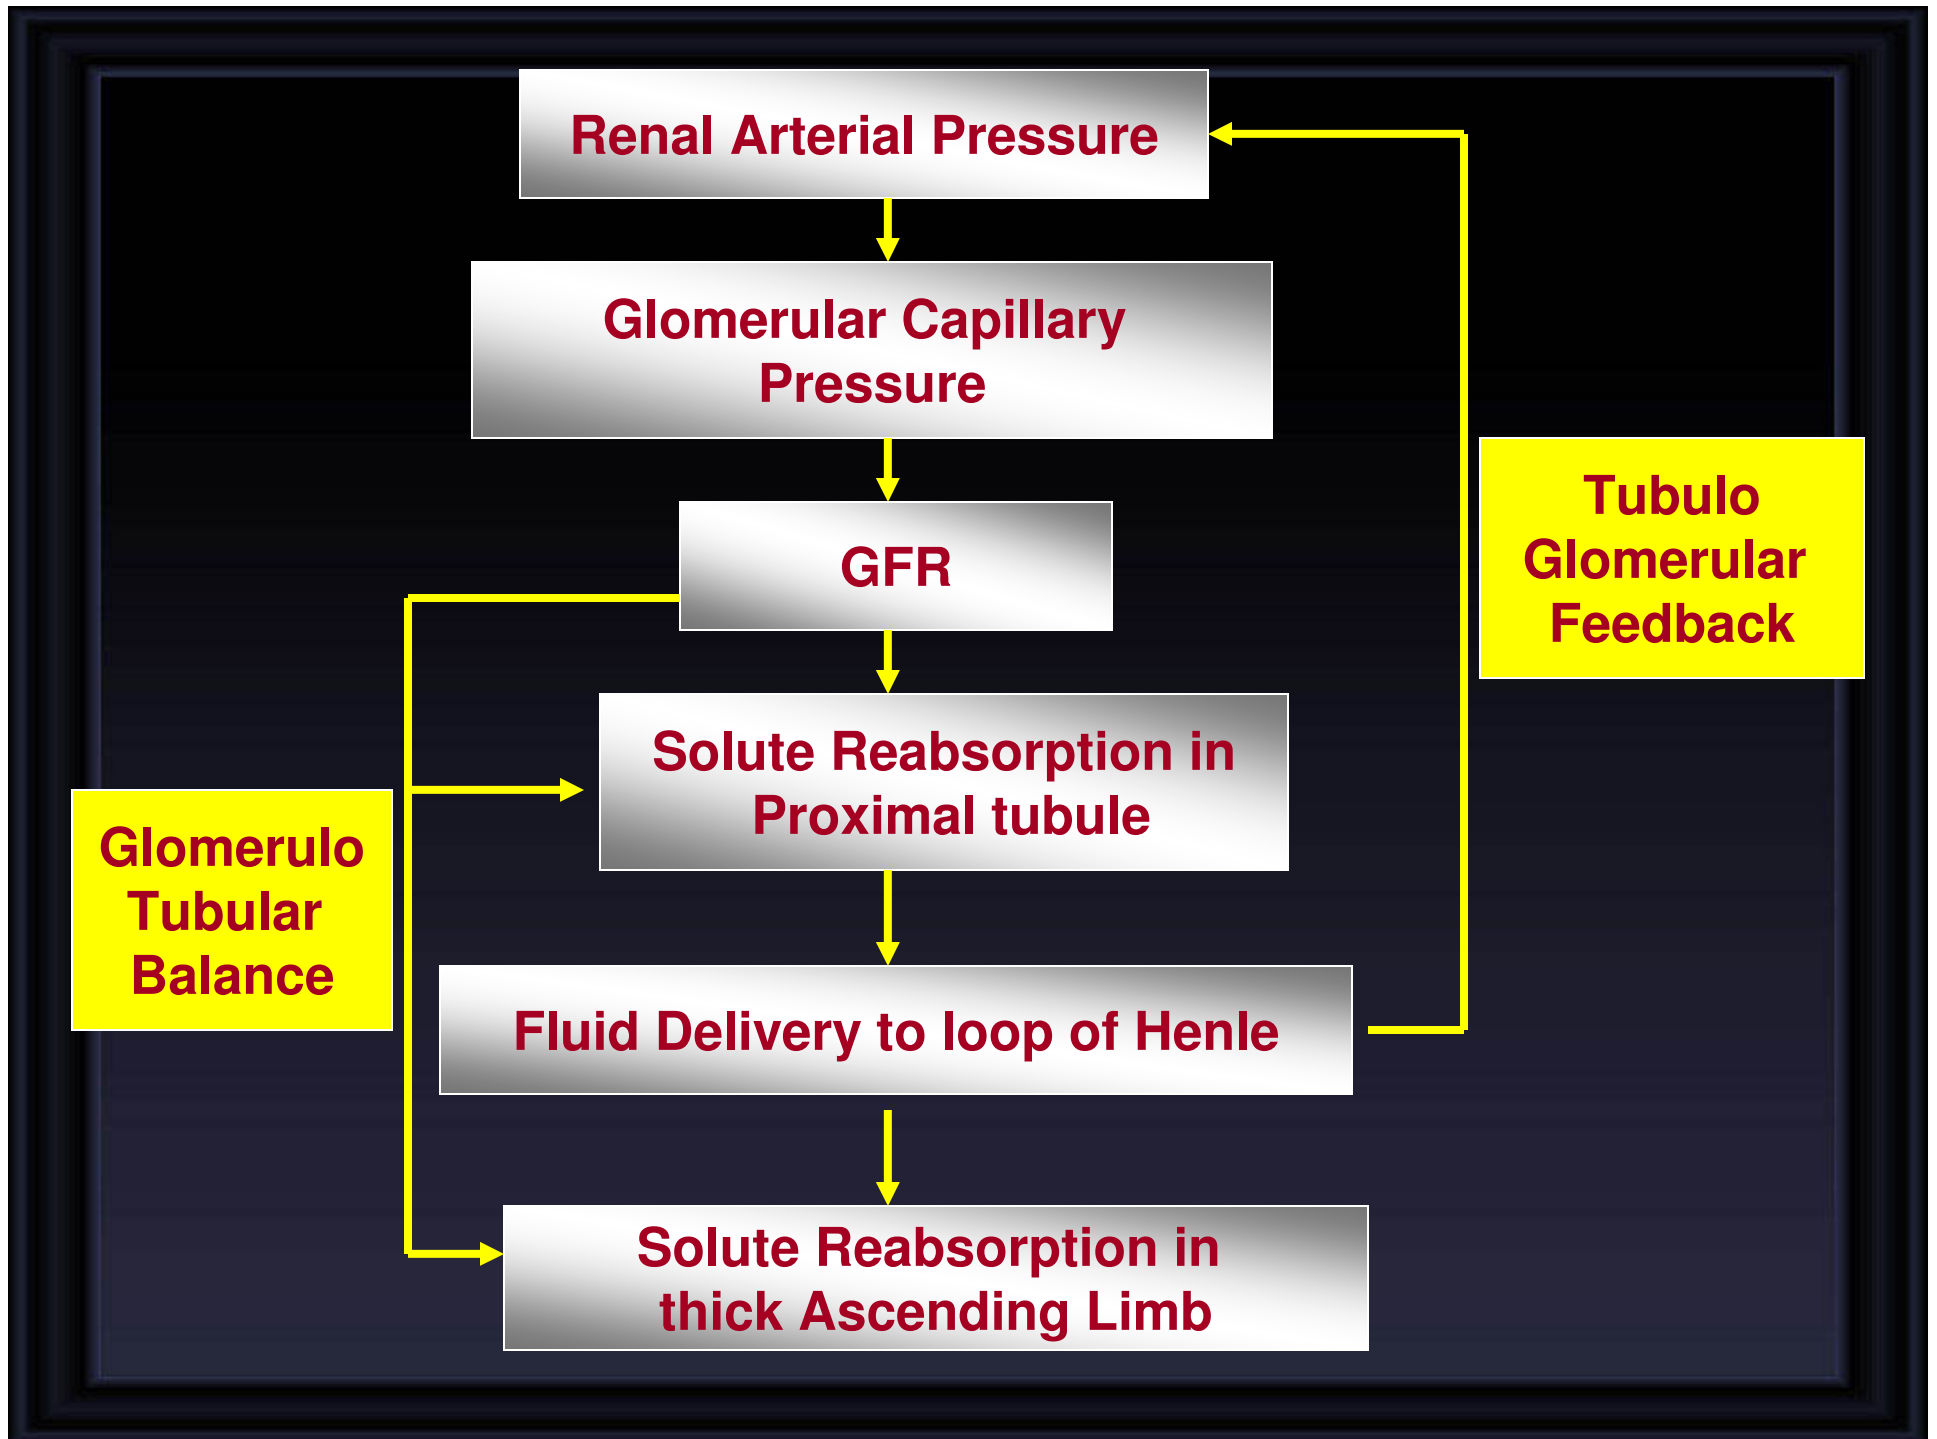 Renal Arterial Pressure
Glomerular Capillary
Pressure
GFR
Tubulo
Glomerular
Feedback
Solute Reabsorption in
Proximal tubule
Glomerulo
Tubular
Balance
Fluid Delivery to loop of Henle
Solute Reabsorption in
thick Ascending Limb